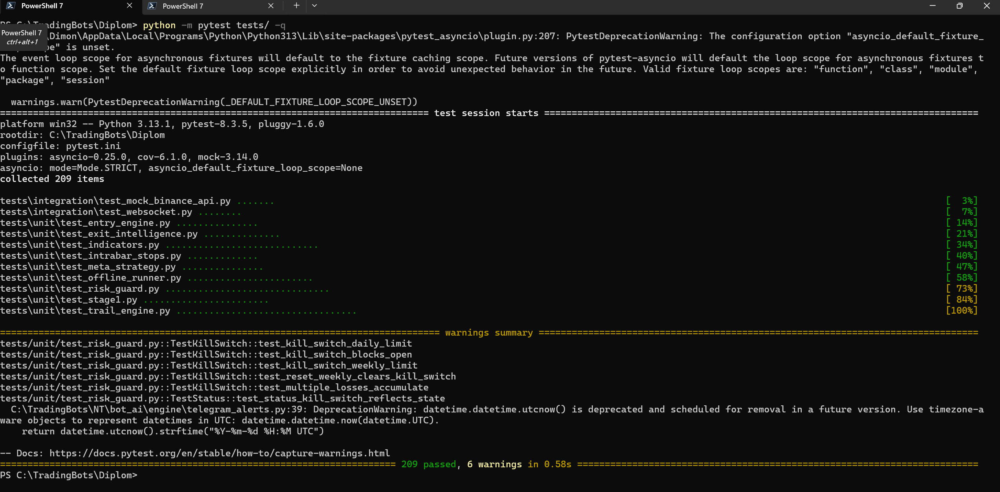 PowerShell 7
PowerShell 7
adingBots\Diplom> python -m pytest tests/ -q
PowerShell 7
ctrl+alt+1
\Dimon\AppData\Local\Programs\Python\Python313\Lib\site-packages\pytest_asyncio\plugin.py:207: PytestDeprecationWarning: The configuration option "asyncio_default_fixture_
pe" is unset.
The event loop scope for asynchronous fixtures will default to the fixture caching scope. Future versions of pytest-asyncio will default the loop scope for asynchronous fixtures t
o function scope. Set the default fixture loop scope explicitly in order to avoid unexpected behavior in the future. Valid fixture loop scopes are: "function", "class", "module",
"package", "session"
  warnings.warn(PytestDeprecationWarning(_DEFAULT_FIXTURE_LOOP_SCOPE_UNSET))
============================================================================== test session starts ===============================================================================
platform win32 -- Python 3.13.1, pytest-8.3.5, pluggy-1.6.0
rootdir: C:\TradingBots\Diplom
configfile: pytest.ini
plugins: asyncio-0.25.0, cov-6.1.0, mock-3.14.0
asyncio: mode=Mode.STRICT, asyncio_default_fixture_loop_scope=None
collected 209 items
tests\integration\test_mock_binance_api.py ....... [  3%]
tests\integration\test_websocket.py ........ [  7%]
tests\unit\test_entry_engine.py ............... [ 14%]
tests\unit\test_exit_intelligence.py .............. [ 21%]
tests\unit\test_indicators.py ............................ [ 34%]
tests\unit\test_intrabar_stops.py ............. [ 40%]
tests\unit\test_meta_strategy.py ............... [ 47%]
tests\unit\test_offline_runner.py ....................... [ 58%]
tests\unit\test_risk_guard.py .............................. [ 73%]
tests\unit\test_stage1.py ....................... [ 84%]
tests\unit\test_trail_engine.py ................................. [100%]
================================================================================ warnings summary ================================================================================
tests/unit/test_risk_guard.py::TestKillSwitch::test_kill_switch_daily_limit
tests/unit/test_risk_guard.py::TestKillSwitch::test_kill_switch_blocks_open
tests/unit/test_risk_guard.py::TestKillSwitch::test_kill_switch_weekly_limit
tests/unit/test_risk_guard.py::TestKillSwitch::test_reset_weekly_clears_kill_switch
tests/unit/test_risk_guard.py::TestKillSwitch::test_multiple_losses_accumulate
tests/unit/test_risk_guard.py::TestStatus::test_status_kill_switch_reflects_state
  C:\TradingBots\NT\bot_ai\engine\telegram_alerts.py:39: DeprecationWarning: datetime.datetime.utcnow() is deprecated and scheduled for removal in a future version. Use timezone-a
ware objects to represent datetimes in UTC: datetime.datetime.now(datetime.UTC).
    return datetime.utcnow().strftime("%Y-%m-%d %H:%M UTC")
-- Docs: https://docs.pytest.org/en/stable/how-to/capture-warnings.html
======================================================================== 209 passed, 6 warnings in 0.58s =========================================================================
PS C:\TradingBots\Diplom>